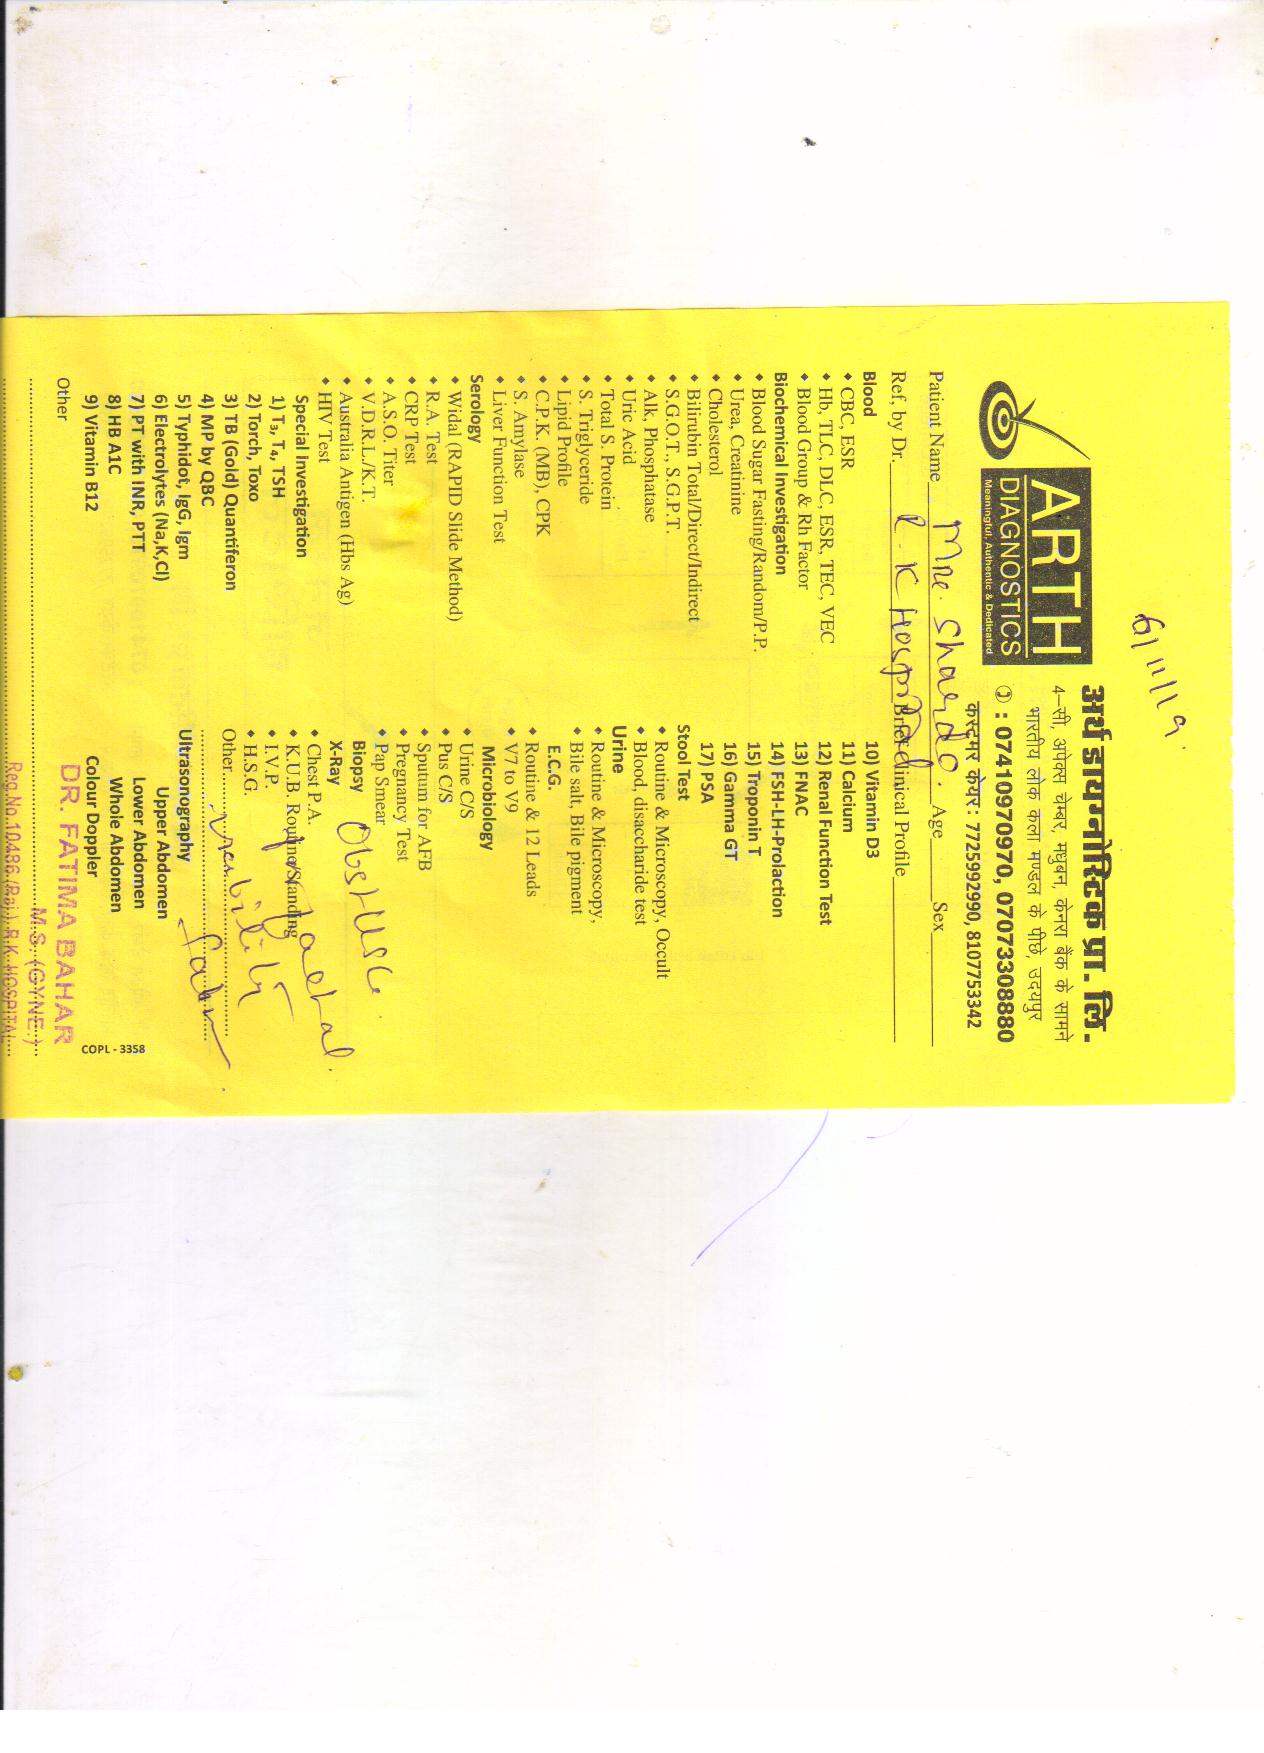 6/11/19
ARTH
DIAGNOSTICS
Meaningful, Authentic & Dedicated
अर्थ डायग्नोस्टिक प्रा. लि.
4–सी, अपेक्स चेम्बर, मधुबन, केनरा बैंक के सामने
भारतीय लोक कला मण्डल के पीछे, उदयपुर
✆ : 07410970970, 07073308880
कस्टमर केयर : 7725992990, 8107753342
Patient Name Mrs. Sharda. Age Sex
Ref. by Dr. R. K Hospital Brief Clinical Profile
Blood
• CBC, ESR
• Hb, TLC, DLC, ESR, TEC, VEC
• Blood Group & Rh Factor
Biochemical Investigation
• Blood Sugar Fasting/Random/P.P.
• Urea, Creatinine
• Cholesterol
• Bilirubin Total/Direct/Indirect
• S.G.O.T., S.G.P.T.
• Alk, Phosphatase
• Uric Acid
• Total S. Protein
• S. Triglyceride
• Lipid Profile
• C.P.K. (MB), CPK
• S. Amylase
• Liver Function Test
Serology
• Widal (RAPID Slide Method)
• R.A. Test
• CRP Test
• A.S.O. Titer
• V.D.R.L./K.T.
• Australia Antigen (Hbs Ag)
• HIV Test
Special Investigation
1) T₃, T₄, TSH
2) Torch, Toxo
3) TB (Gold) Quantiferon
4) MP by QBC
5) Typhidot, IgG, Igm
6) Electrolytes (Na,K,Cl)
7) PT with INR, PTT
8) HB A1C
9) Vitamin B12
Other
10) Vitamin D3
11) Calcium
12) Renal Function Test
13) FNAC
14) FSH-LH-Prolaction
15) Troponin T
16) Gamma GT
17) PSA
Stool Test
• Routine & Microscopy, Occult
• Blood, disaccharide test
Urine
• Routine & Microscopy,
• Bile salt, Bile pigment
E.C.G.
• Routine & 12 Leads
• V7 to V9
Microbiology
• Urine C/S
• Pus C/S
• Sputum for AFB
• Pregnancy Test
• Pap Smear
Biopsy
X-Ray
• Chest P.A.
• K.U.B. Routine/Standing
• I.V.P.
• H.S.G.
Other
Obs+USG
foetal
viability
Ultrasonography
Upper Abdomen
Lower Abdomen
Whole Abdomen
Colour Doppler
COPL - 3358
DR. FATIMA BAHAR
M.S. (GYNE.)
Reg.No.10486 (Raj.) R.K. HOSPITAL